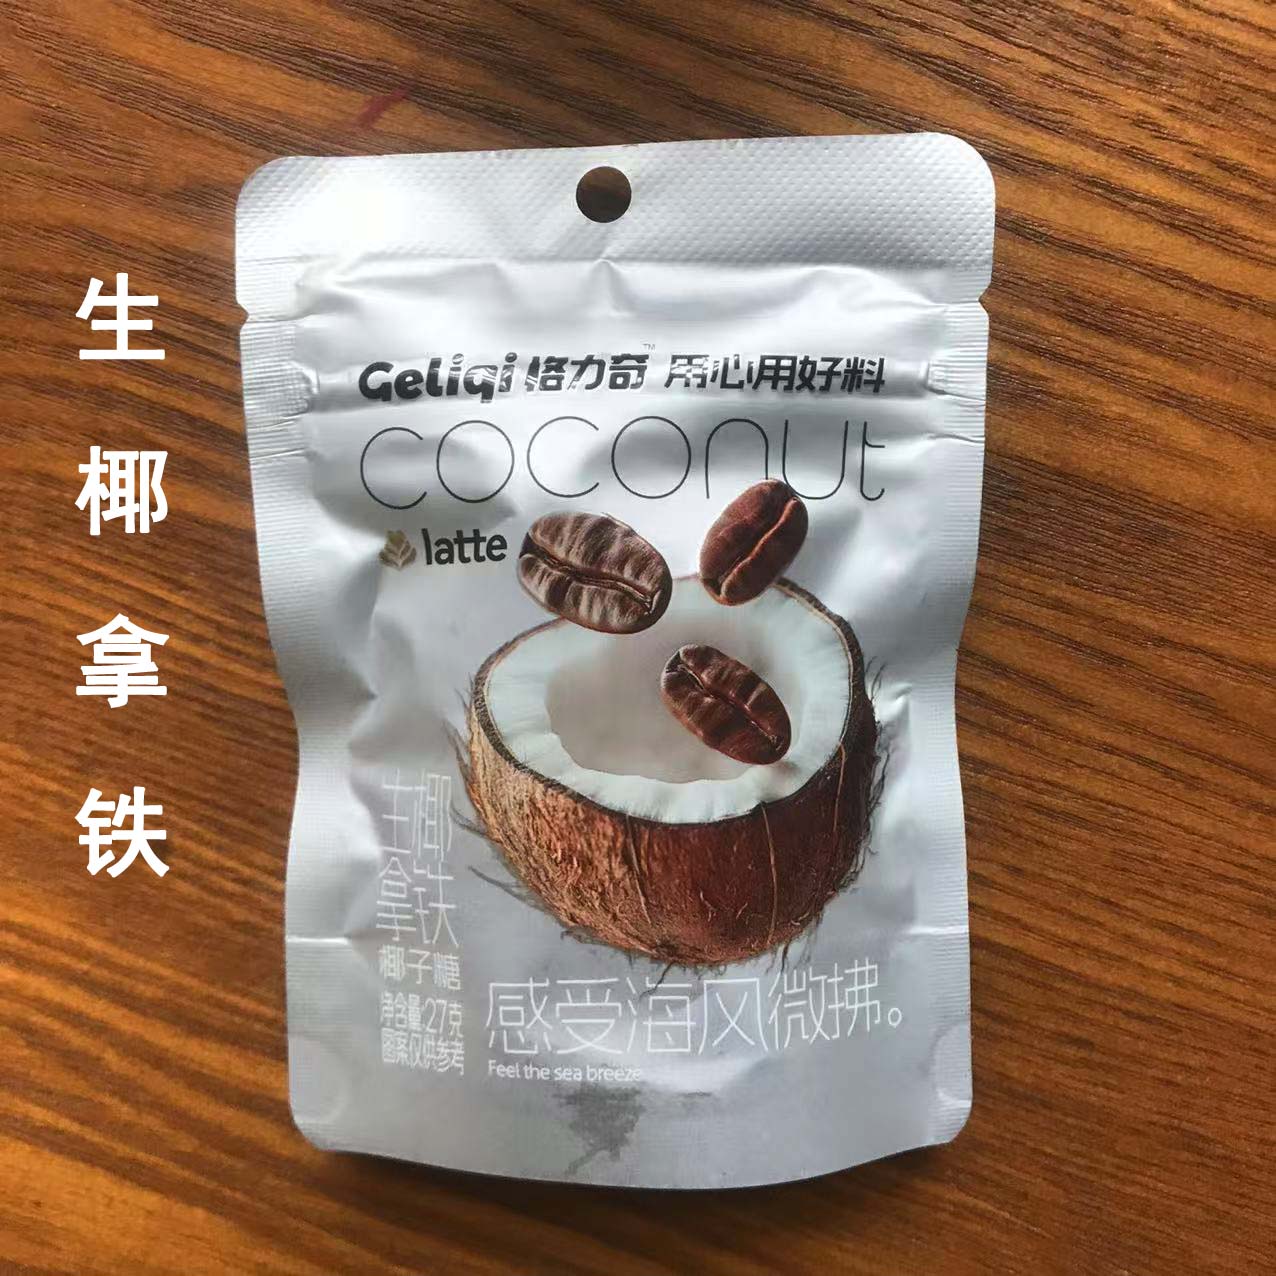 生椰拿铁
Geliqi 格力奇™ 用心用好料
coconut
latte
生椰
拿铁
椰子糖
净含量:27克
图案仅供参考
感受海风微拂。
Feel the sea breeze